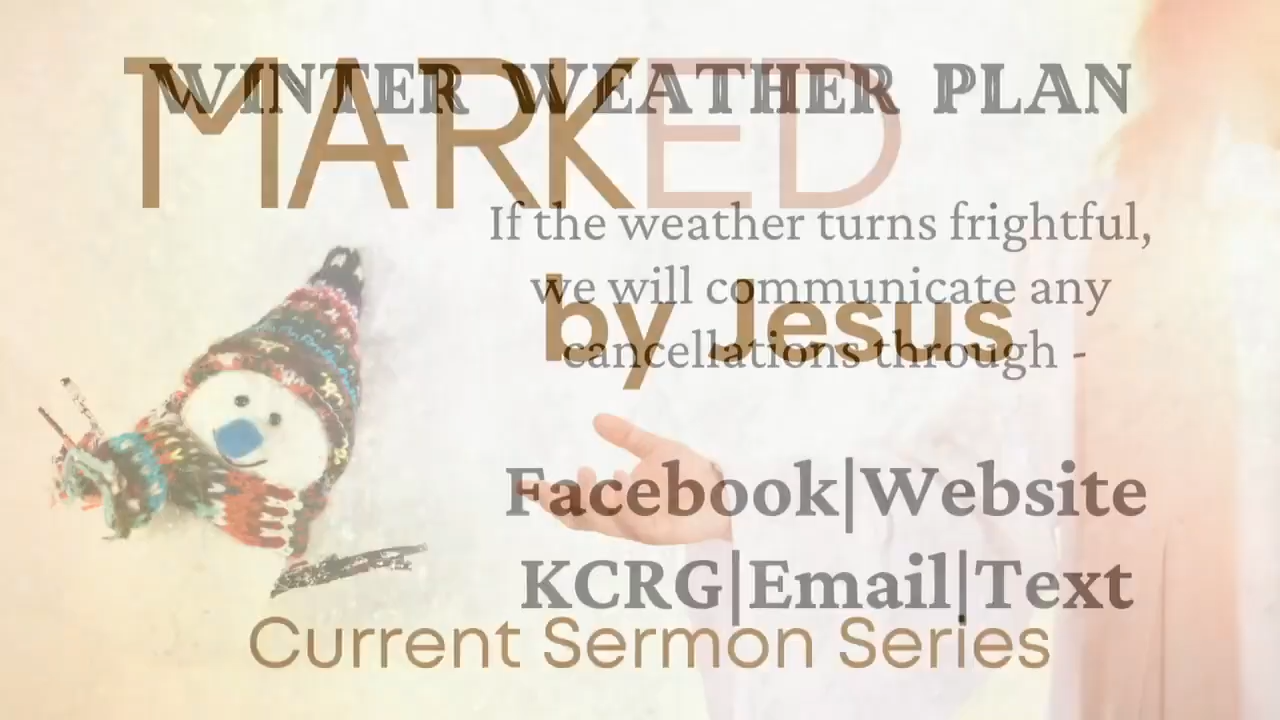 WINTER WEATHER PLAN
MARKED
If the weather turns frightful,
we will communicate any
by Jesus
cancellations through -
Facebook|Website
KCRG|Email|Text
Current Sermon Series